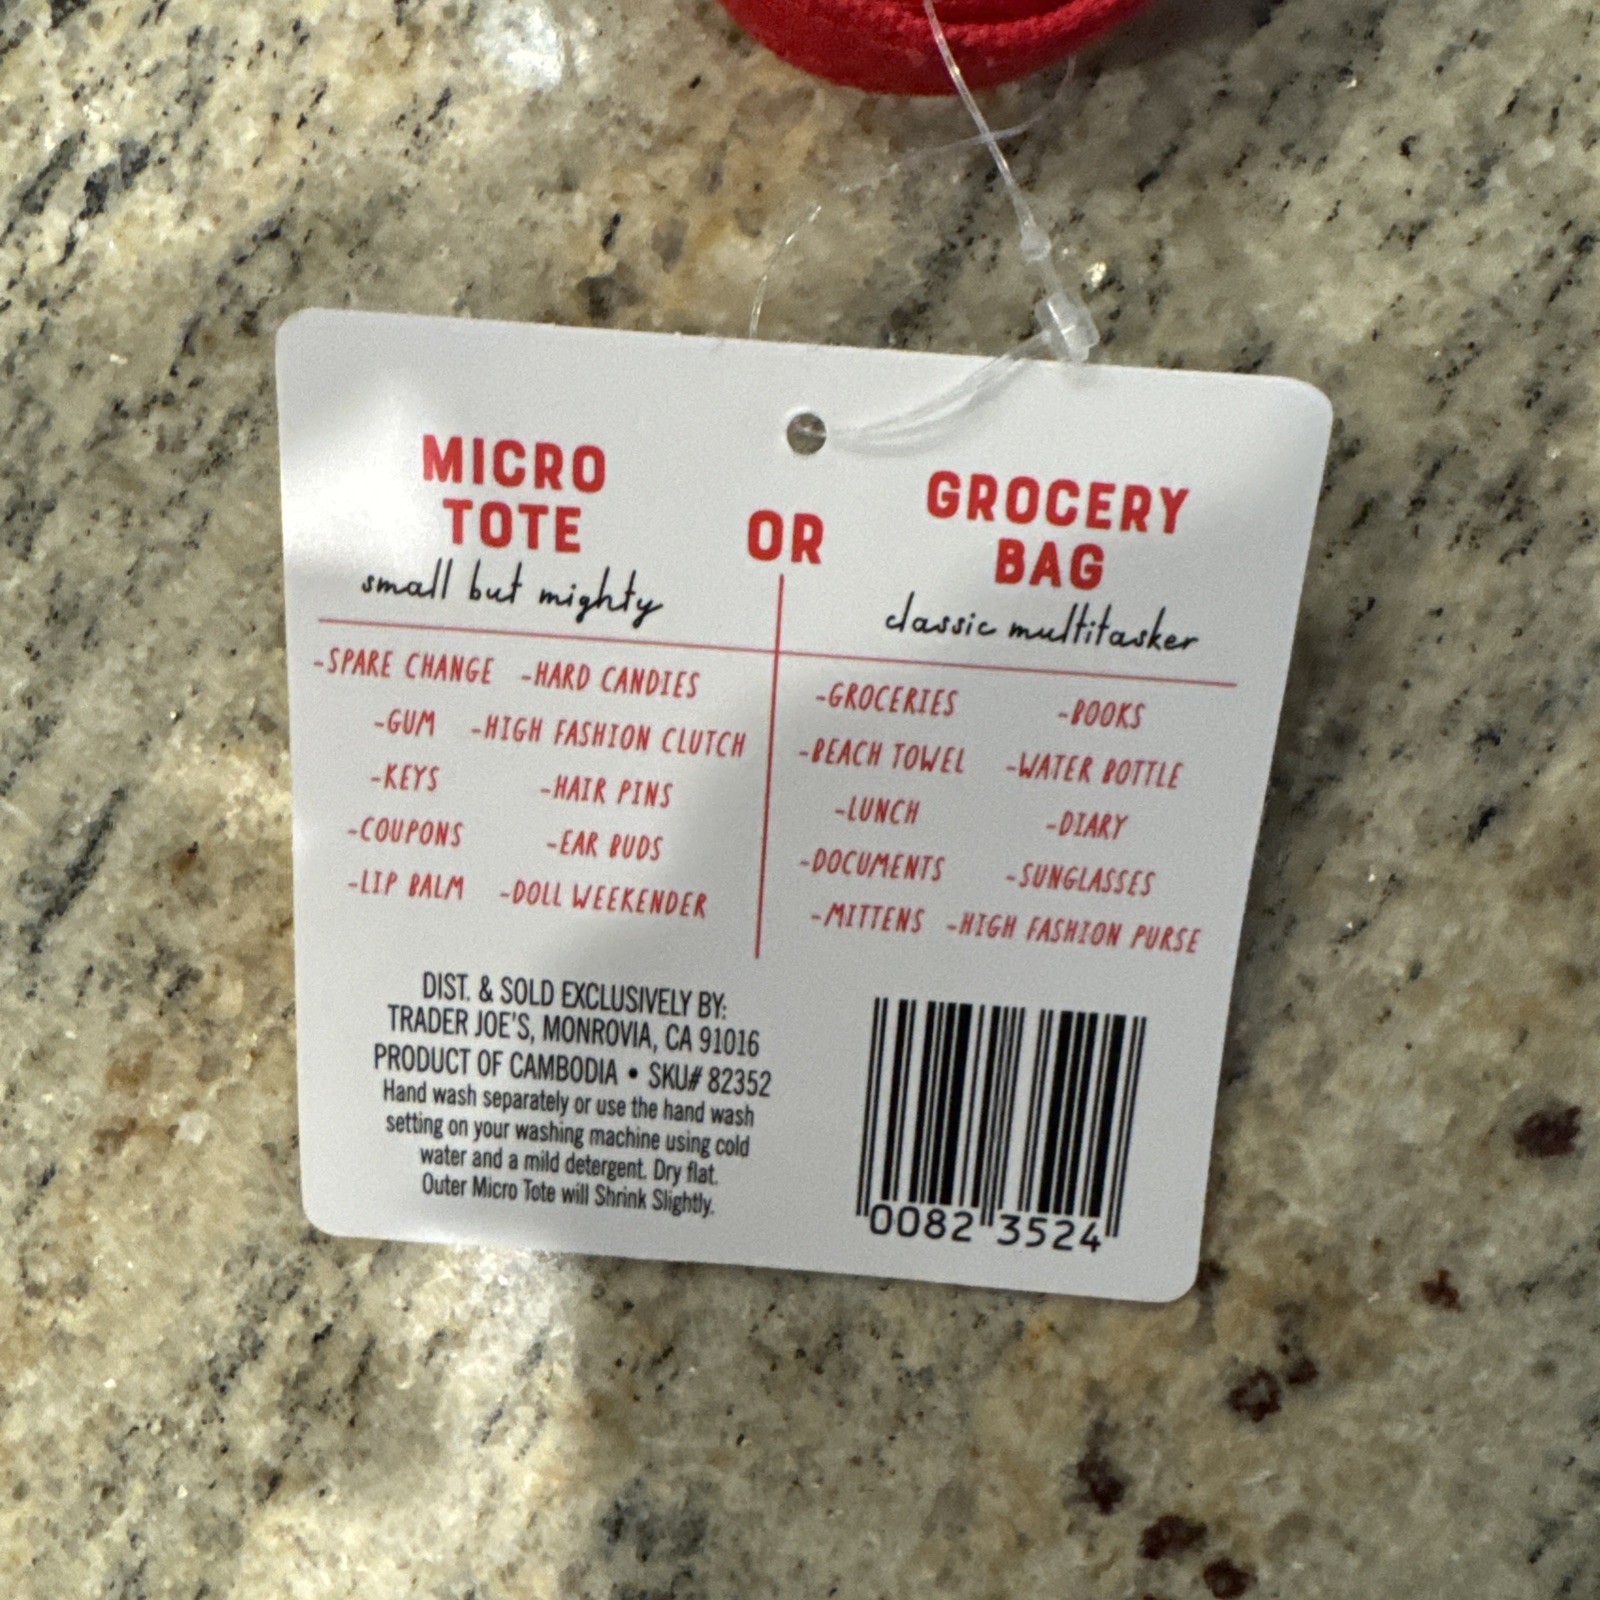 MICRO
TOTE
small but mighty
OR
GROCERY
BAG
classic multitasker
-SPARE CHANGE -HARD CANDIES
-GUM -HIGH FASHION CLUTCH
-KEYS -HAIR PINS
-COUPONS -EAR BUDS
-LIP BALM -DOLL WEEKENDER
-GROCERIES -BOOKS
-BEACH TOWEL -WATER BOTTLE
-LUNCH -DIARY
-DOCUMENTS -SUNGLASSES
-MITTENS -HIGH FASHION PURSE
DIST. & SOLD EXCLUSIVELY BY:
TRADER JOE'S, MONROVIA, CA 91016
PRODUCT OF CAMBODIA • SKU# 82352
Hand wash separately or use the hand wash
setting on your washing machine using cold
water and a mild detergent. Dry flat.
Outer Micro Tote will Shrink Slightly.
0082 3524